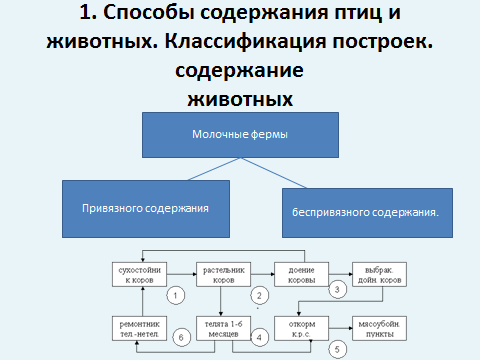 1. Способы содержания птиц и
животных. Классификация построек.
содержание
животных
Молочные фермы
Привязного содержания
беспривязного содержания.
сухостойни
к коров
растельник
коров
доение
коровы
выбрак.
дойн. коров
1
2
3
ремонтник
тел.-нетел.
телята 1-6
месяцев
откорм
к.р.с.
мясоубойн.
пункты
6
4
5